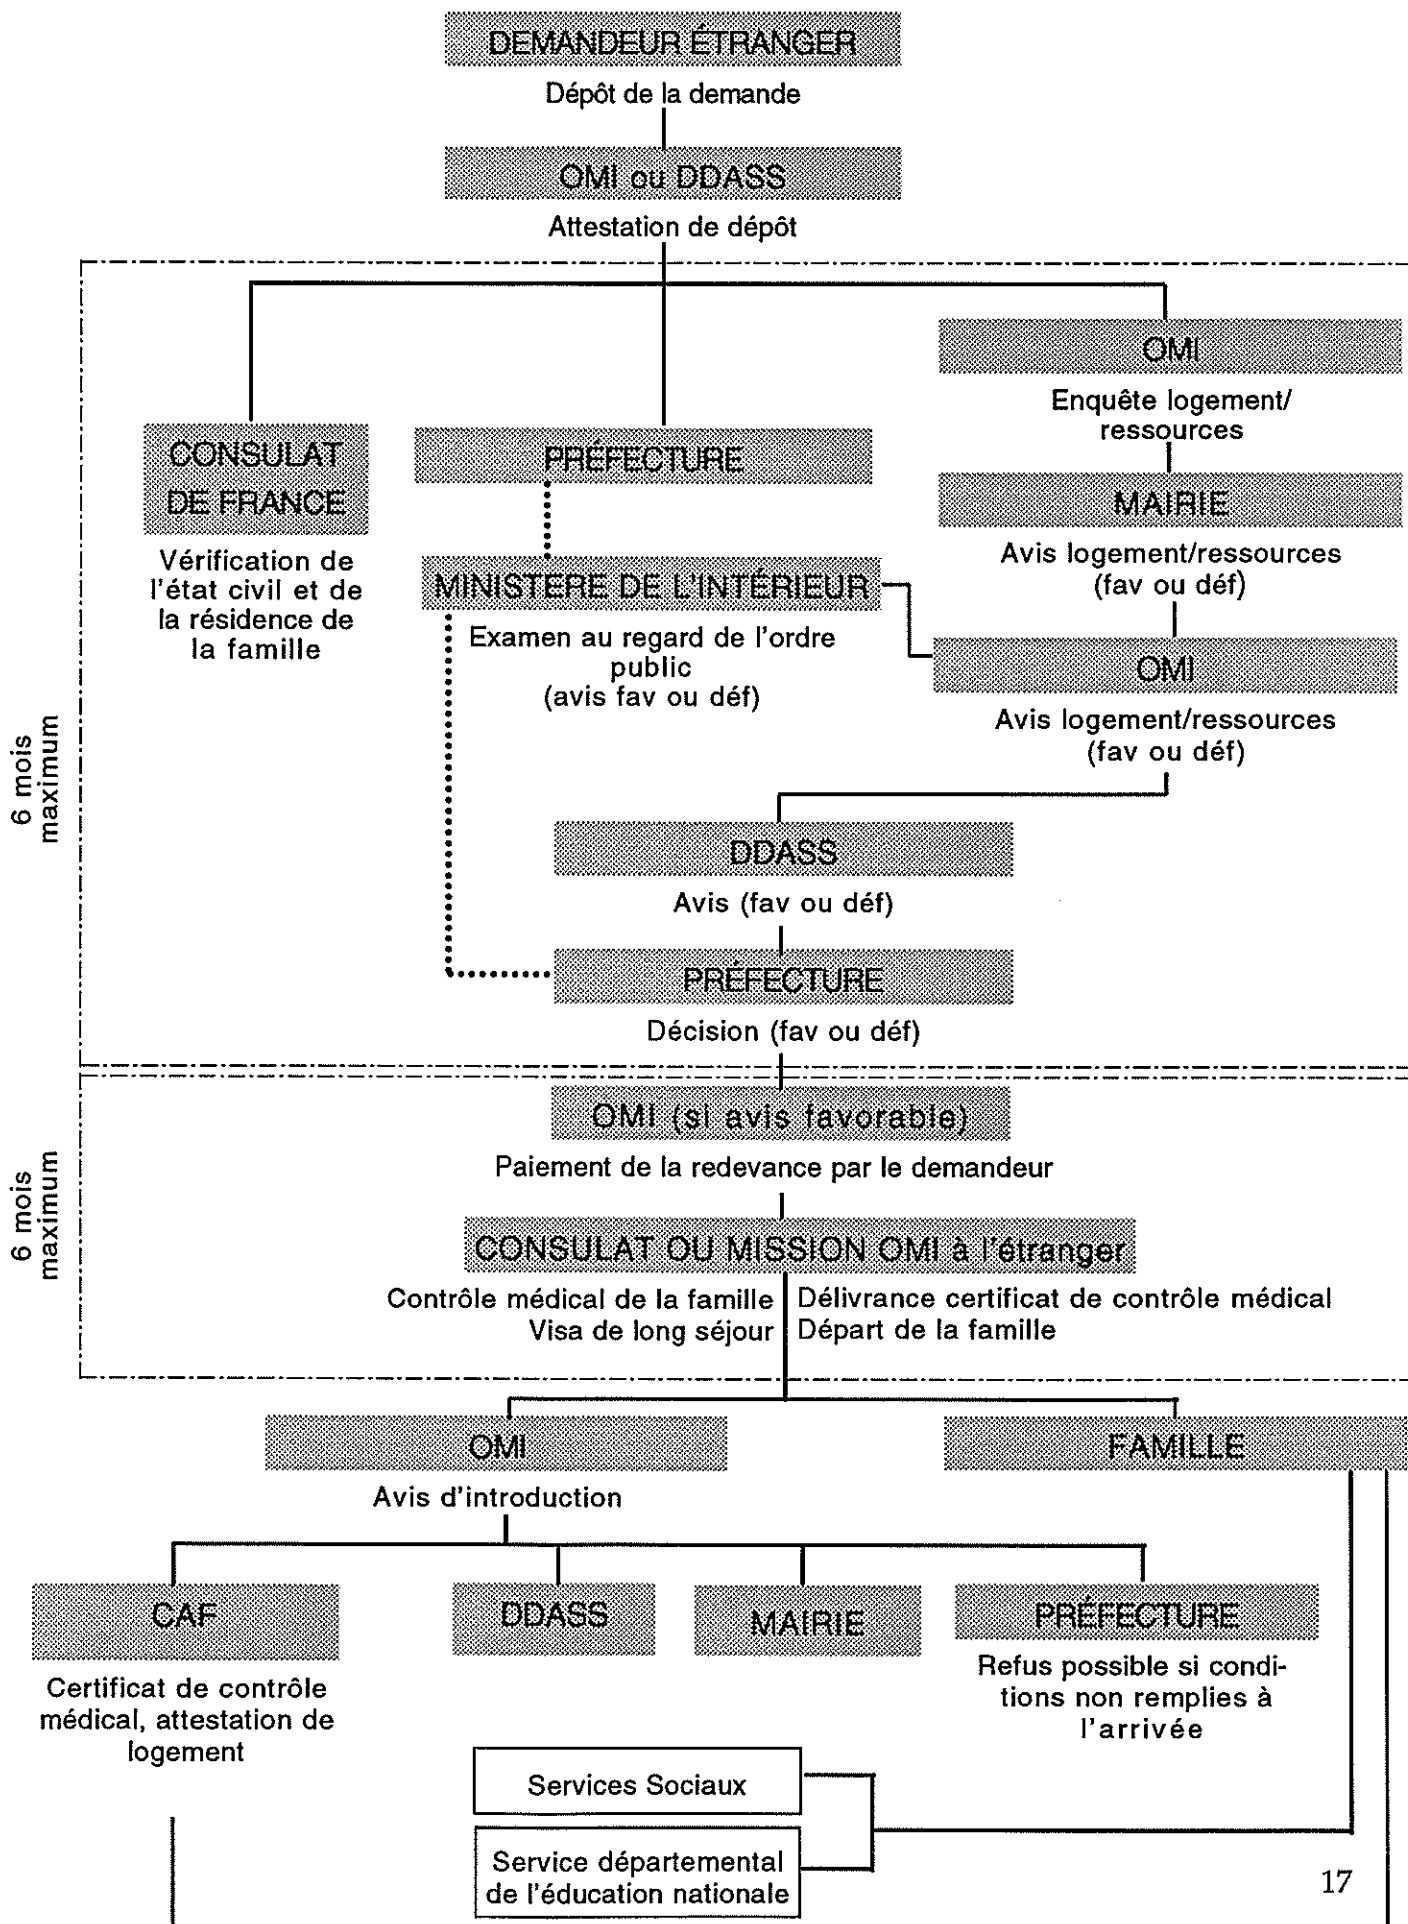 DEMANDEUR ÉTRANGER
Dépôt de la demande
OMI ou DDASS
Attestation de dépôt
OMI
Enquête logement/
ressources
CONSULAT
DE FRANCE
Vérification de
l'état civil et de
la résidence de
la famille
PRÉFECTURE
MAIRIE
Avis logement/ressources
(fav ou déf)
MINISTERE DE L'INTÉRIEUR
Examen au regard de l'ordre
public
(avis fav ou déf)
OMI
Avis logement/ressources
(fav ou déf)
6 mois
maximum
DDASS
Avis (fav ou déf)
PRÉFECTURE
Décision (fav ou déf)
OMI (si avis favorable)
Paiement de la redevance par le demandeur
6 mois
maximum
CONSULAT OU MISSION OMI à l'étranger
Contrôle médical de la famille
Visa de long séjour
Délivrance certificat de contrôle médical
Départ de la famille
OMI
Avis d'introduction
FAMILLE
CAF
Certificat de contrôle
médical, attestation de
logement
DDASS
MAIRIE
PRÉFECTURE
Refus possible si condi-
tions non remplies à
l'arrivée
Services Sociaux
Service départemental
de l'éducation nationale
17